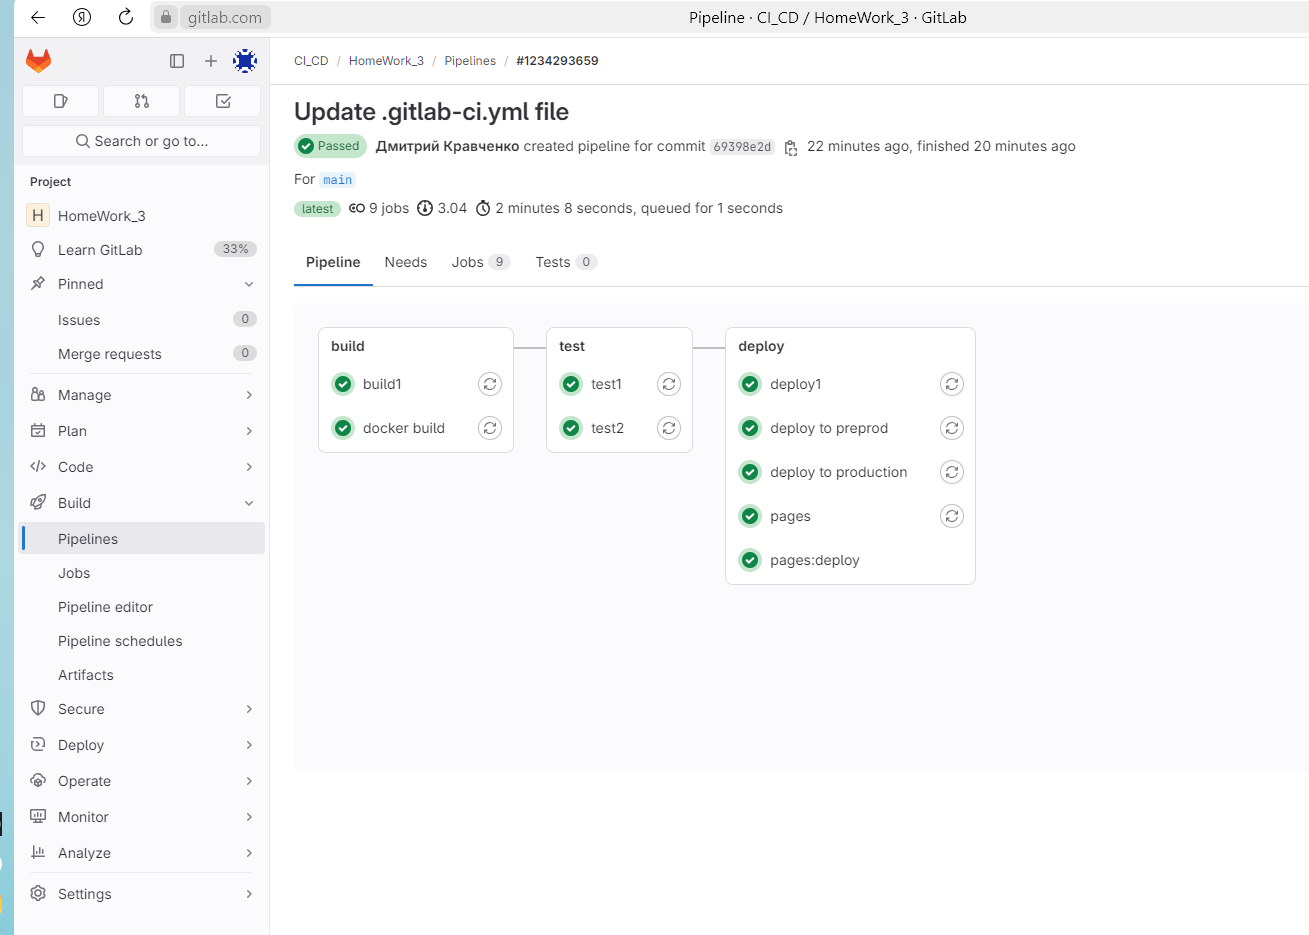 Я gitlab.com Pipeline · CI_CD / HomeWork_3 · GitLab
CI_CD / HomeWork_3 / Pipelines / #1234293659
Search or go to...
Project
H HomeWork_3
Learn GitLab 33%
Pinned
Issues 0
Merge requests 0
Manage
Plan
Code
Build
Pipelines
Jobs
Pipeline editor
Pipeline schedules
Artifacts
Secure
Deploy
Operate
Monitor
Analyze
Settings
Update .gitlab-ci.yml file
Passed Дмитрий Кравченко created pipeline for commit 69398e2d 22 minutes ago, finished 20 minutes ago
For main
latest 9 jobs 3.04 2 minutes 8 seconds, queued for 1 seconds
Pipeline Needs Jobs 9 Tests 0
build
build1
docker build
test
test1
test2
deploy
deploy1
deploy to preprod
deploy to production
pages
pages:deploy